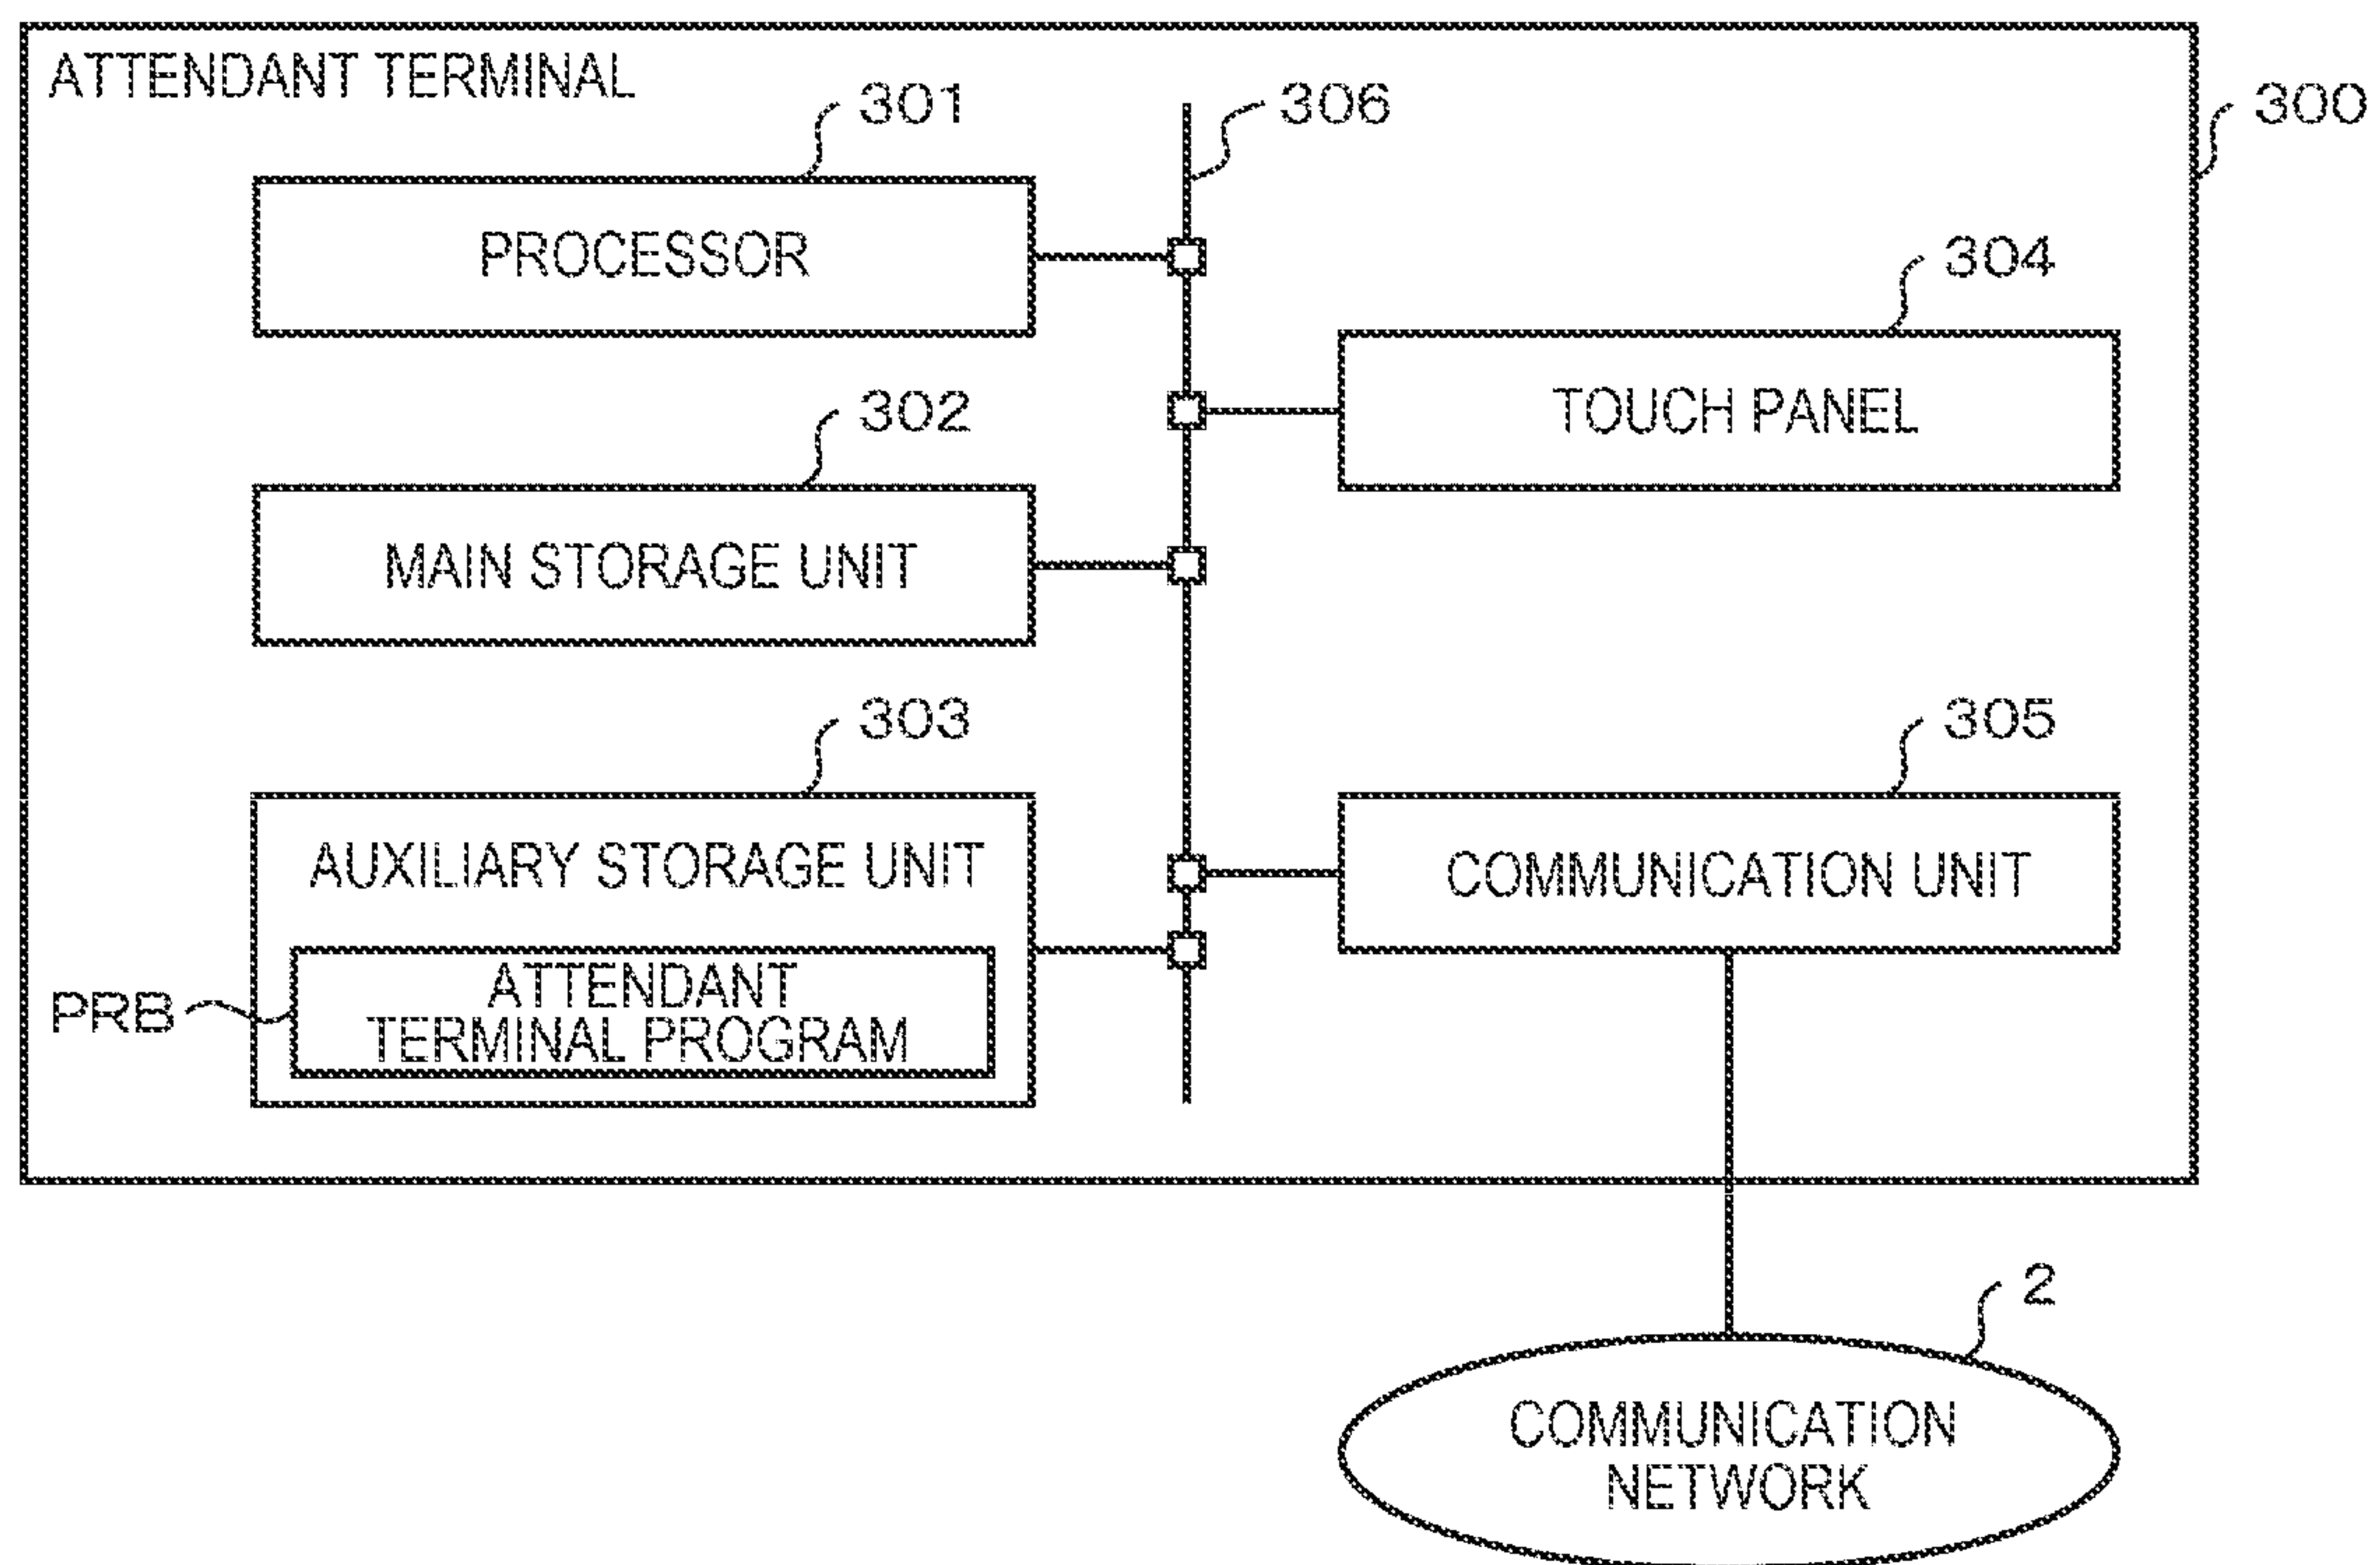 ATTENDANT TERMINAL
301
306
300
PROCESSOR
304
302
TOUCH PANEL
MAIN STORAGE UNIT
303
305
AUXILIARY STORAGE UNIT
COMMUNICATION UNIT
PRB
ATTENDANT
TERMINAL PROGRAM
2
COMMUNICATION
NETWORK